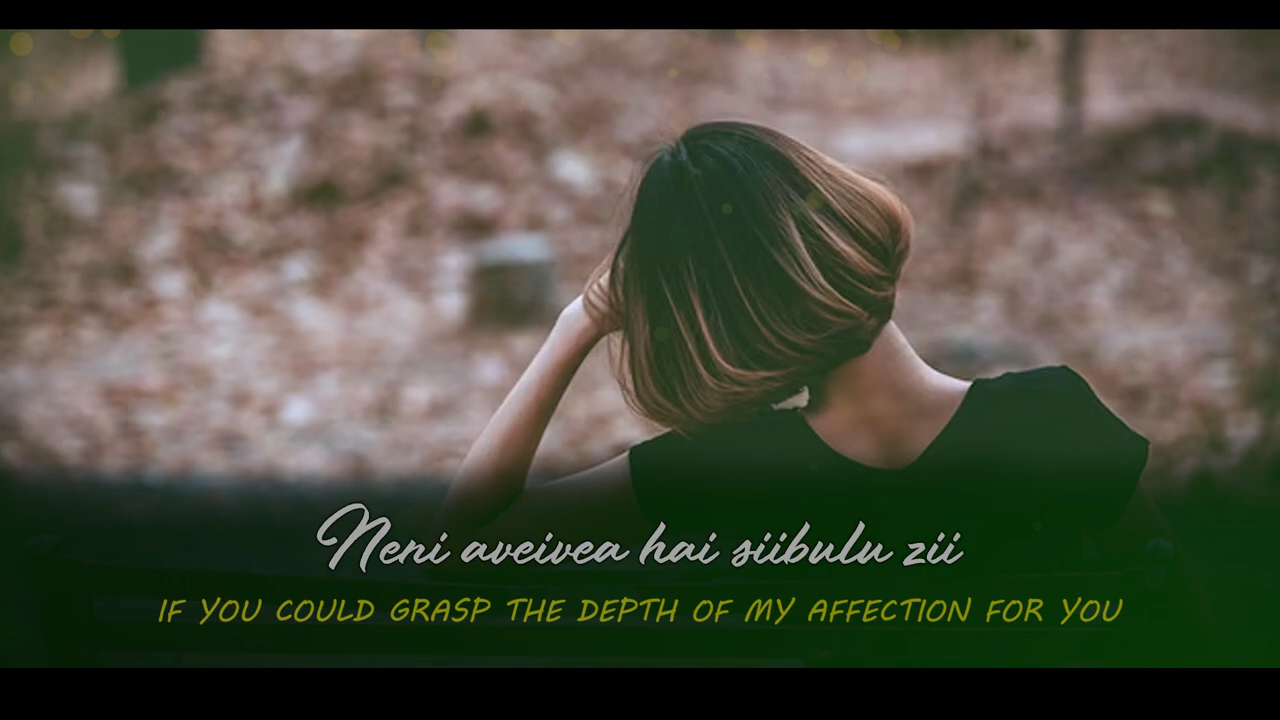 Neni aveivea hai siibulu zii
IF YOU COULD GRASP THE DEPTH OF MY AFFECTION FOR YOU